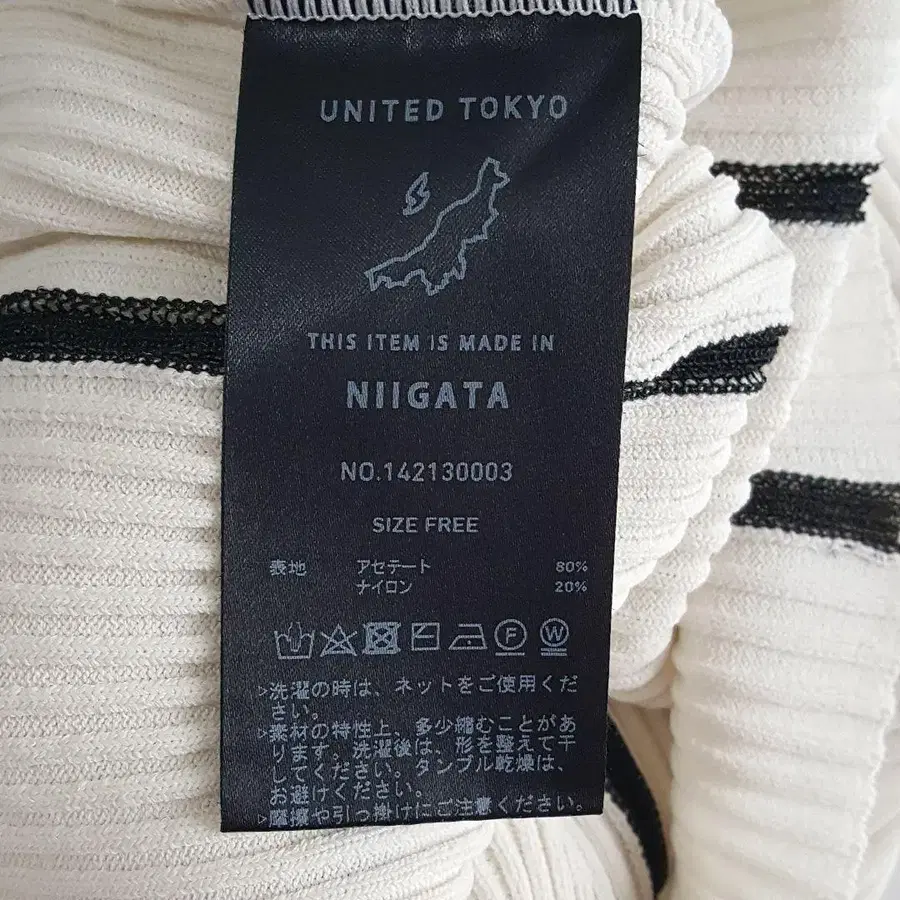 UNITED TOKYO
THIS ITEM IS MADE IN
NIIGATA
NO.142130003
SIZE FREE
表地 アセテート 80%
ナイロン 20%
F W
>洗濯の時は、ネットをご使用くだ
さい。
>素材の特性上、多少縮むことがあ
ります。洗濯後は、形を整えて干
してください。タンブル乾燥は、
お避けください。
>摩擦や引っ掛けにご注意ください。